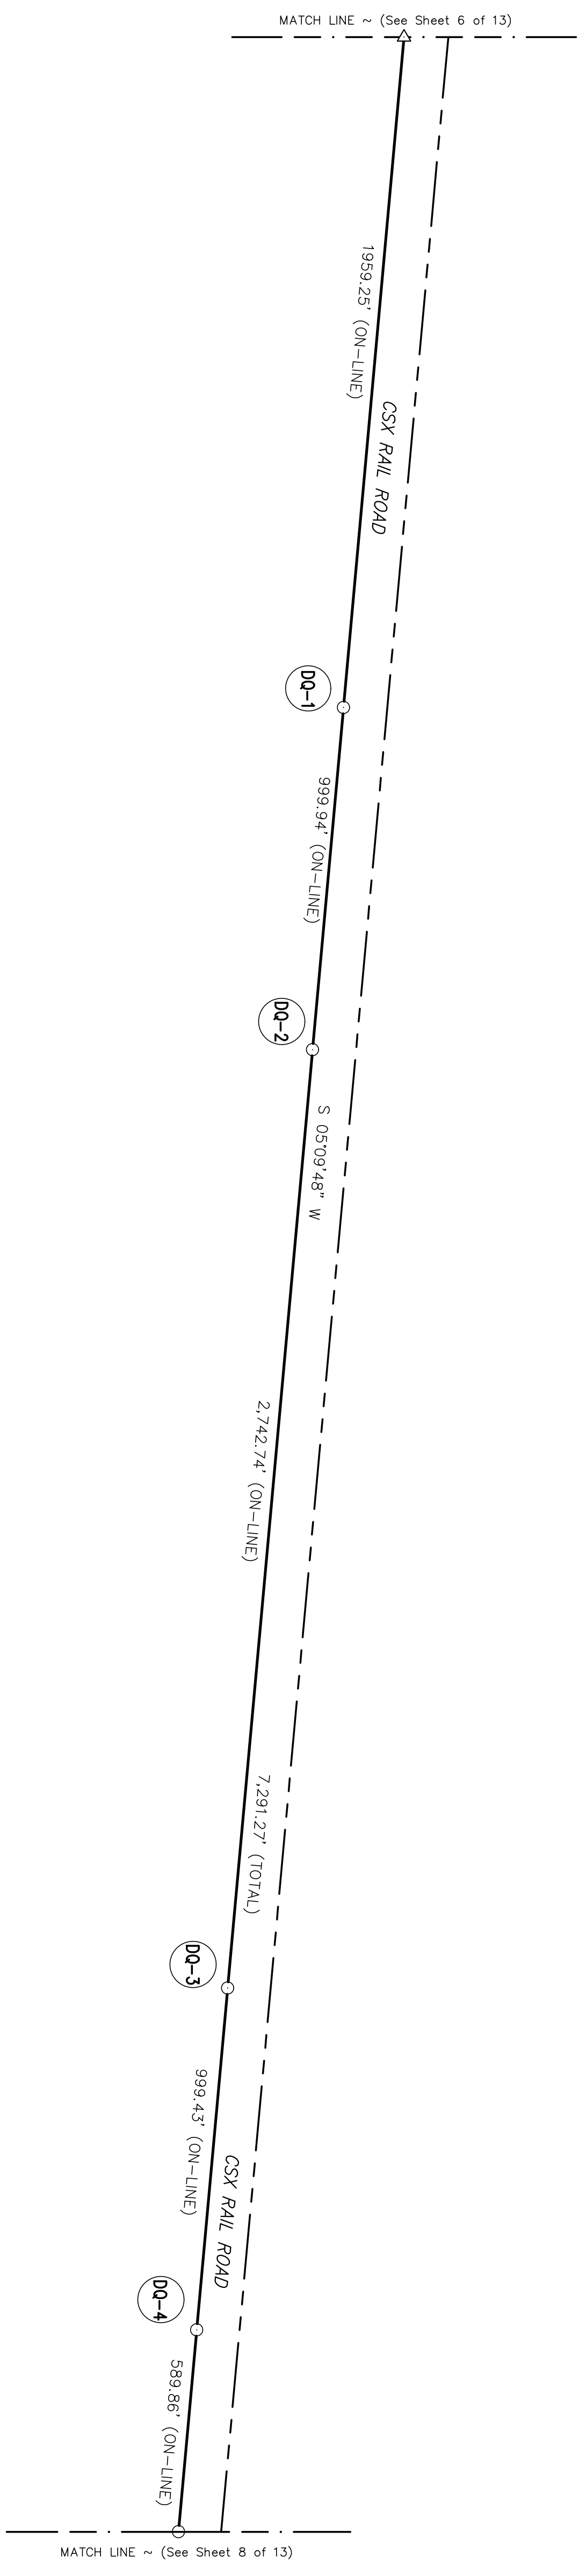 MATCH LINE ~ (See Sheet 6 of 13)
1959.25' (ON-LINE)
CSX RAIL ROAD
DQ-1
999.94' (ON-LINE)
DQ-2
S 05°09'48" W
2,742.74' (ON-LINE)
7,291.27' (TOTAL)
DQ-3
999.43' (ON-LINE)
CSX RAIL ROAD
DQ-4
589.86' (ON-LINE)
MATCH LINE ~ (See Sheet 8 of 13)